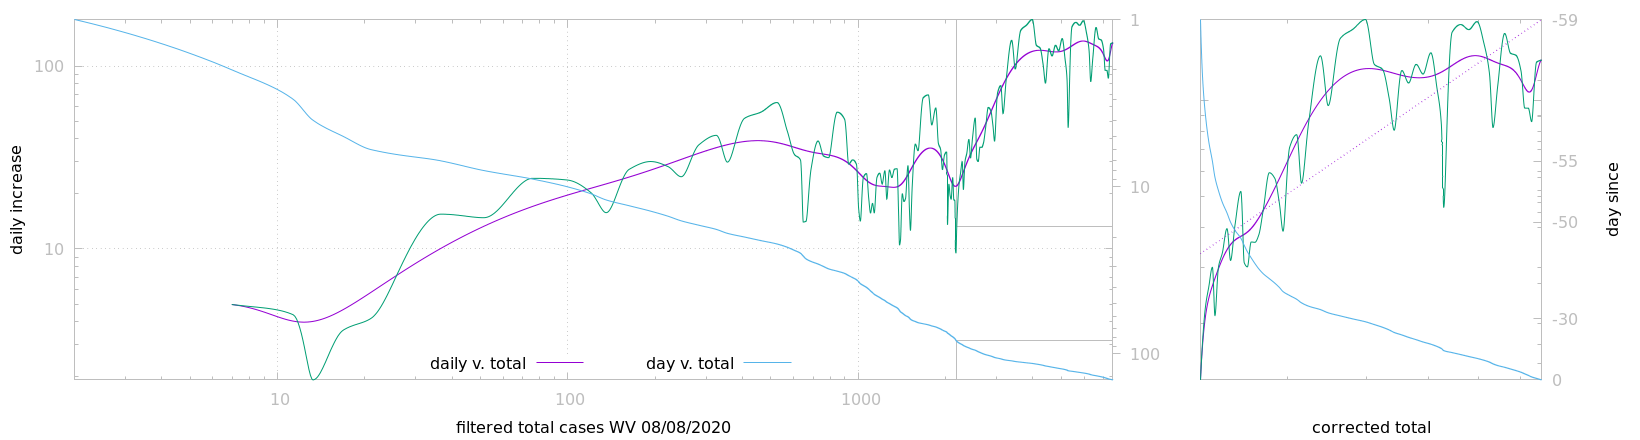 daily increase
100
10
daily v. total
day v. total
10
100
1000
filtered total cases WV 08/08/2020
1
10
100
corrected total
-59
-55
-50
-30
0
day since